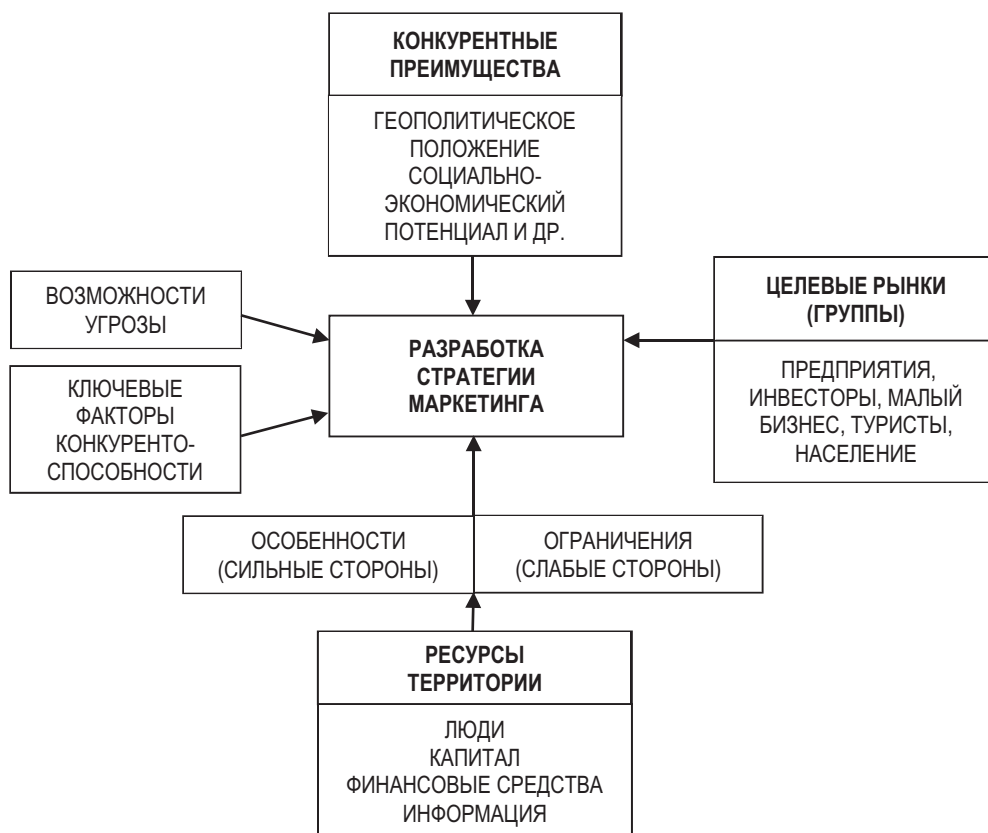 КОНКУРЕНТНЫЕ
ПРЕИМУЩЕСТВА
ГЕОПОЛИТИЧЕСКОЕ
ПОЛОЖЕНИЕ
СОЦИАЛЬНО-
ЭКОНОМИЧЕСКИЙ
ПОТЕНЦИАЛ И ДР.
ВОЗМОЖНОСТИ
УГРОЗЫ
КЛЮЧЕВЫЕ
ФАКТОРЫ
КОНКУРЕНТО-
СПОСОБНОСТИ
РАЗРАБОТКА
СТРАТЕГИИ
МАРКЕТИНГА
ЦЕЛЕВЫЕ РЫНКИ
(ГРУППЫ)
ПРЕДПРИЯТИЯ,
ИНВЕСТОРЫ, МАЛЫЙ
БИЗНЕС, ТУРИСТЫ,
НАСЕЛЕНИЕ
ОСОБЕННОСТИ
(СИЛЬНЫЕ СТОРОНЫ)
ОГРАНИЧЕНИЯ
(СЛАБЫЕ СТОРОНЫ)
РЕСУРСЫ
ТЕРРИТОРИИ
ЛЮДИ
КАПИТАЛ
ФИНАНСОВЫЕ СРЕДСТВА
ИНФОРМАЦИЯ